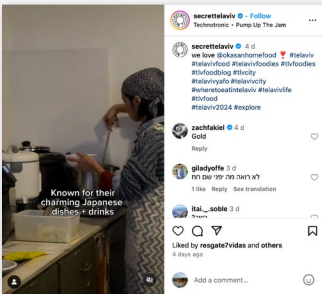 Known for their
charming Japanese
dishes + drinks
secrettelaviv • Follow
Technotronic • Pump Up The Jam
secrettelaviv 4 d
we love @okasanhomefood #telaviv
#telavivfood #telavivfoodies #tlvfoodies
#tlvfoodblog #tlvcity
#telavivyafo #telavivcity
#wheretoeatintelaviv #telavivlife
#tlvfood
#telaviv2024 #explore
zachfakiel 4 d
Gold
Reply
giladyoffe 3 d
לא רואה מה יפני שם חח
1 like Reply See translation
itai._.soble 3 d
Liked by resgate7vidas and others
4 days ago
Add a comment...